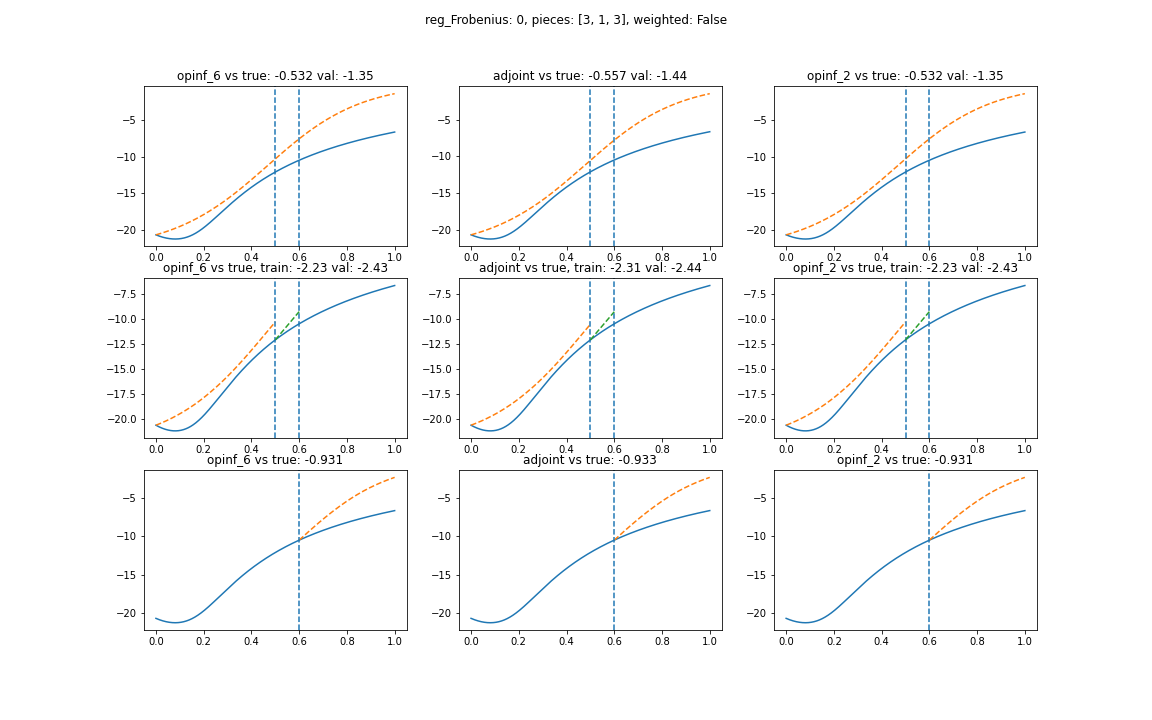 reg_Frobenius: 0, pieces: [3, 1, 3], weighted: False
opinf_6 vs true: -0.532 val: -1.35
adjoint vs true: -0.557 val: -1.44
opinf_2 vs true: -0.532 val: -1.35
−5
−10
−15
−20
0.0 0.2 0.4 0.6 0.8 1.0
−5
−10
−15
−20
0.0 0.2 0.4 0.6 0.8 1.0
−5
−10
−15
−20
0.0 0.2 0.4 0.6 0.8 1.0
opinf_6 vs true, train: -2.23 val: -2.43
adjoint vs true, train: -2.31 val: -2.44
opinf_2 vs true, train: -2.23 val: -2.43
−7.5
−10.0
−12.5
−15.0
−17.5
−20.0
0.0 0.2 0.4 0.6 0.8 1.0
−7.5
−10.0
−12.5
−15.0
−17.5
−20.0
0.0 0.2 0.4 0.6 0.8 1.0
−7.5
−10.0
−12.5
−15.0
−17.5
−20.0
0.0 0.2 0.4 0.6 0.8 1.0
opinf_6 vs true: -0.931
adjoint vs true: -0.933
opinf_2 vs true: -0.931
−5
−10
−15
−20
0.0 0.2 0.4 0.6 0.8 1.0
−5
−10
−15
−20
0.0 0.2 0.4 0.6 0.8 1.0
−5
−10
−15
−20
0.0 0.2 0.4 0.6 0.8 1.0